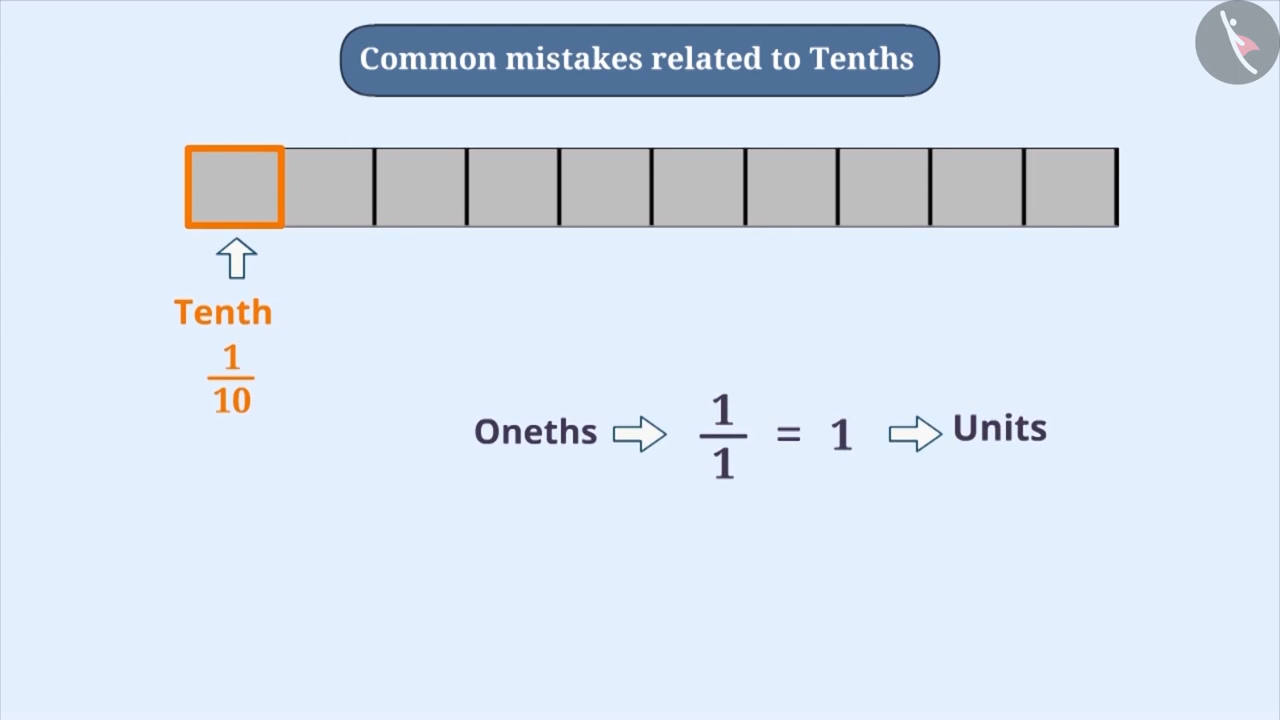 Common mistakes related to Tenths
Tenth
1
10
Oneths 1/1 = 1 Units